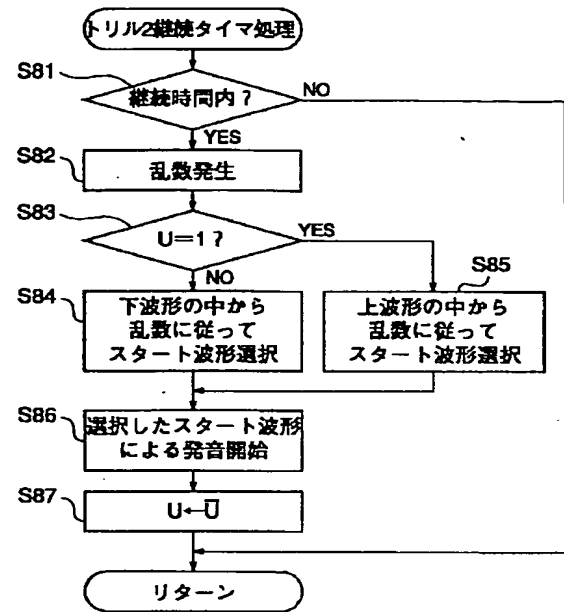 トリル2継続タイマ処理
S81
継続時間内？
NO
YES
S82
乱数発生
S83
U＝1？
YES
NO
S84
下波形の中から
乱数に従って
スタート波形選択
S85
上波形の中から
乱数に従って
スタート波形選択
S86
選択したスタート波形
による発音開始
S87
U←U̅
リターン